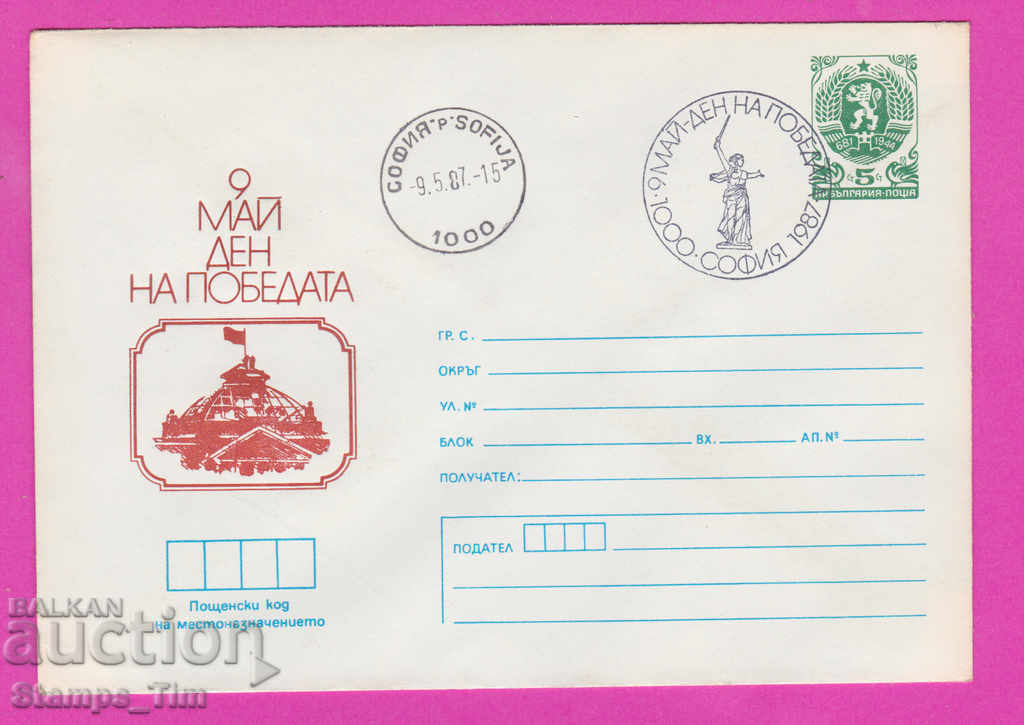 9
МАЙ
ДЕН
НА ПОБЕДАТА
СОФИЯ "Р" SOFIJA
-9.5.87.-15
1000
9 МАЙ-ДЕН НА ПОБЕДАТА
1000·СОФИЯ 1987
681 1944
5
НР БЪЛГАРИЯ·ПОЩА
ГР. С.
ОКРЪГ
УЛ. №
БЛОК ВХ. АП.№
ПОЛУЧАТЕЛ:
ПОДАТЕЛ
Пощенски код
на местоназначението
BALKAN
auction
Stamps_Tim